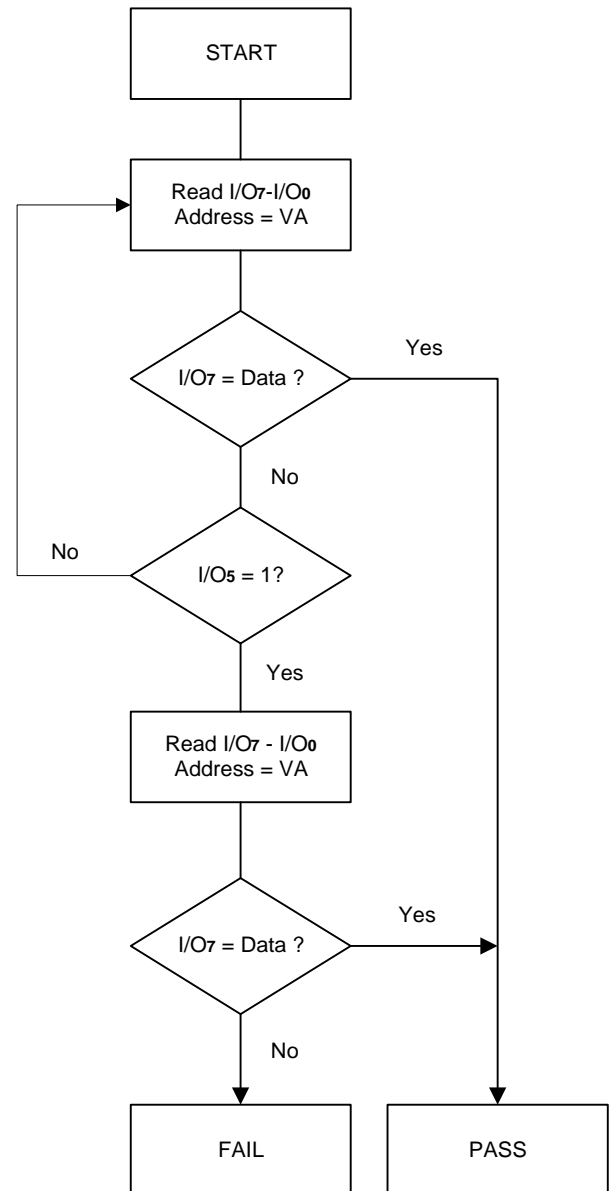 START
Read I/O7-I/O0
Address = VA
I/O7 = Data ?
Yes
No
No
I/O5 = 1?
Yes
Read I/O7 - I/O0
Address = VA
I/O7 = Data ?
Yes
No
FAIL
PASS